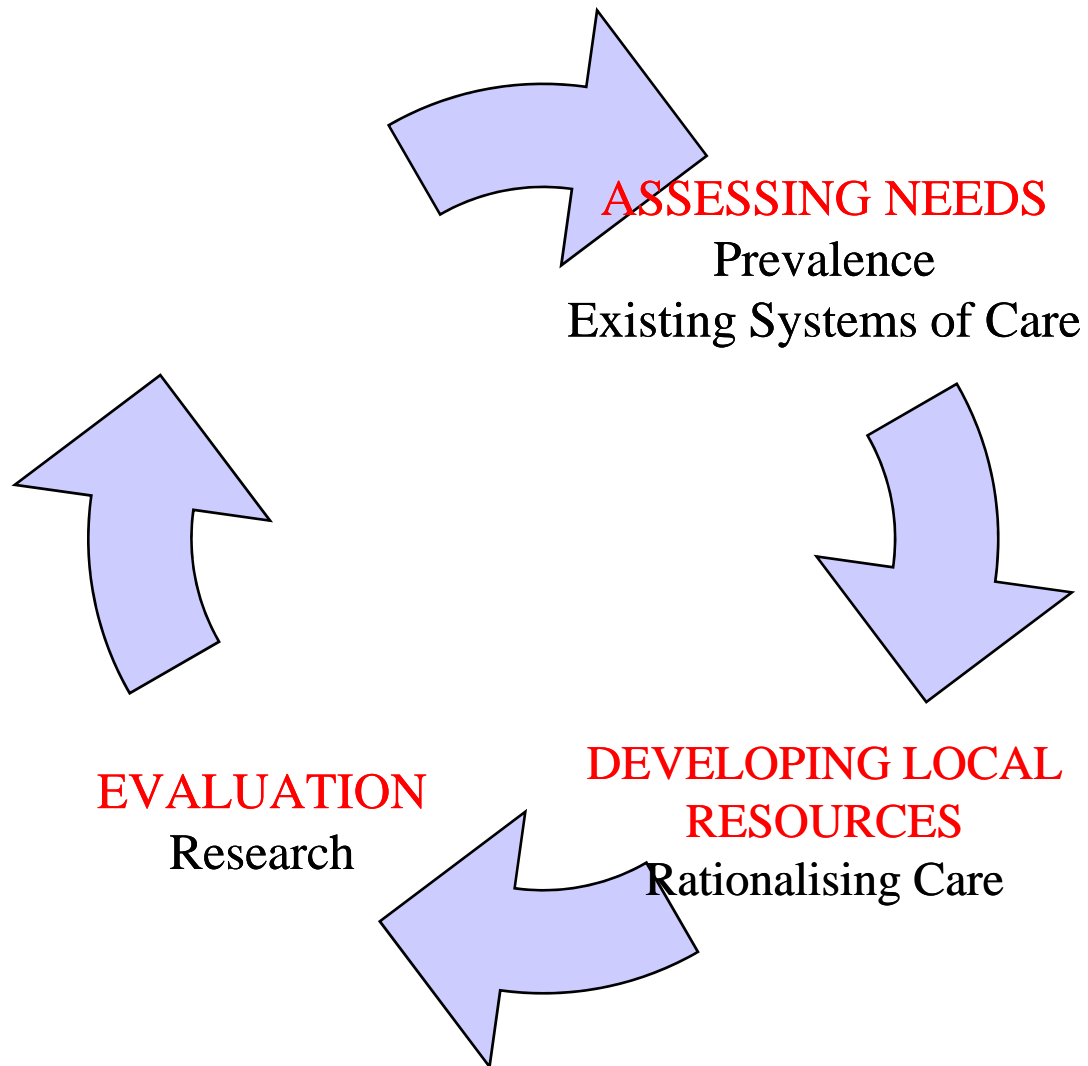 ASSESSING NEEDS
Prevalence
Existing Systems of Care
DEVELOPING LOCAL
RESOURCES
Rationalising Care
EVALUATION
Research